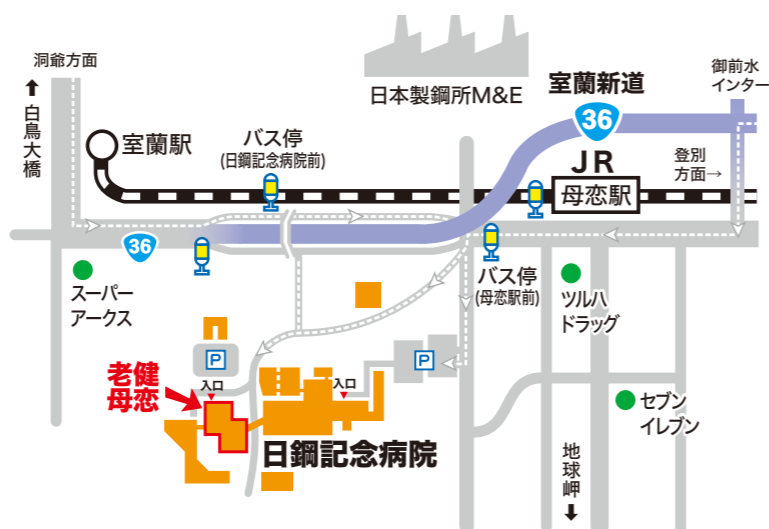 洞爺方面
白鳥大橋
室蘭駅
バス停
(日鋼記念病院前)
日本製鋼所M&E
室蘭新道
36
御前水
インター
JR
母恋駅
登別
方面→
36
スーパー
アークス
バス停
(母恋駅前)
ツルハ
ドラッグ
P
P
老健
母恋
入口
入口
日鋼記念病院
セブン
イレブン
地球岬